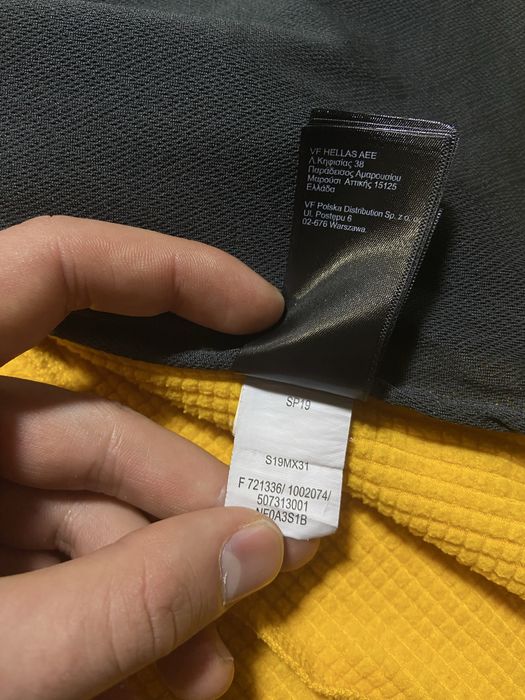 VF HELLAS AEE
Λ.Κηφισίας 38
Παράδεισος Αμαρουσίου
Μαρούσι Αττικής 15125
Ελλάδα
VF Polska Distribution Sp. z o. o.
Ul. Postępu 6
02-676 Warszawa.
SP19
S19MX31
F 721336/ 1002074/
507313001
NF0A3S1B